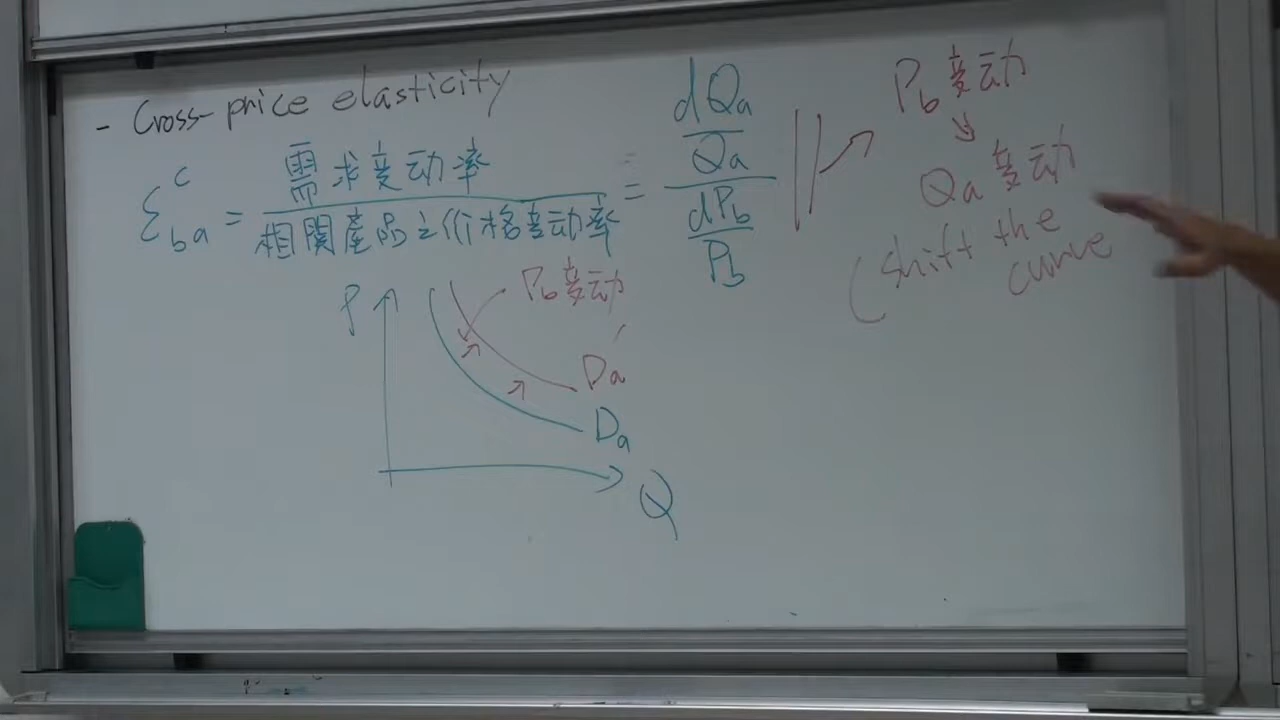 - Cross-price elasticity
ε^c_ba = 需求变动率 / 相關產品之价格变动率 = (dQa / Qa) / (dPb / Pb)
Pb变动
↓
Qa变动
(shift the
curve
P
Pb变动
Da'
Da
Q